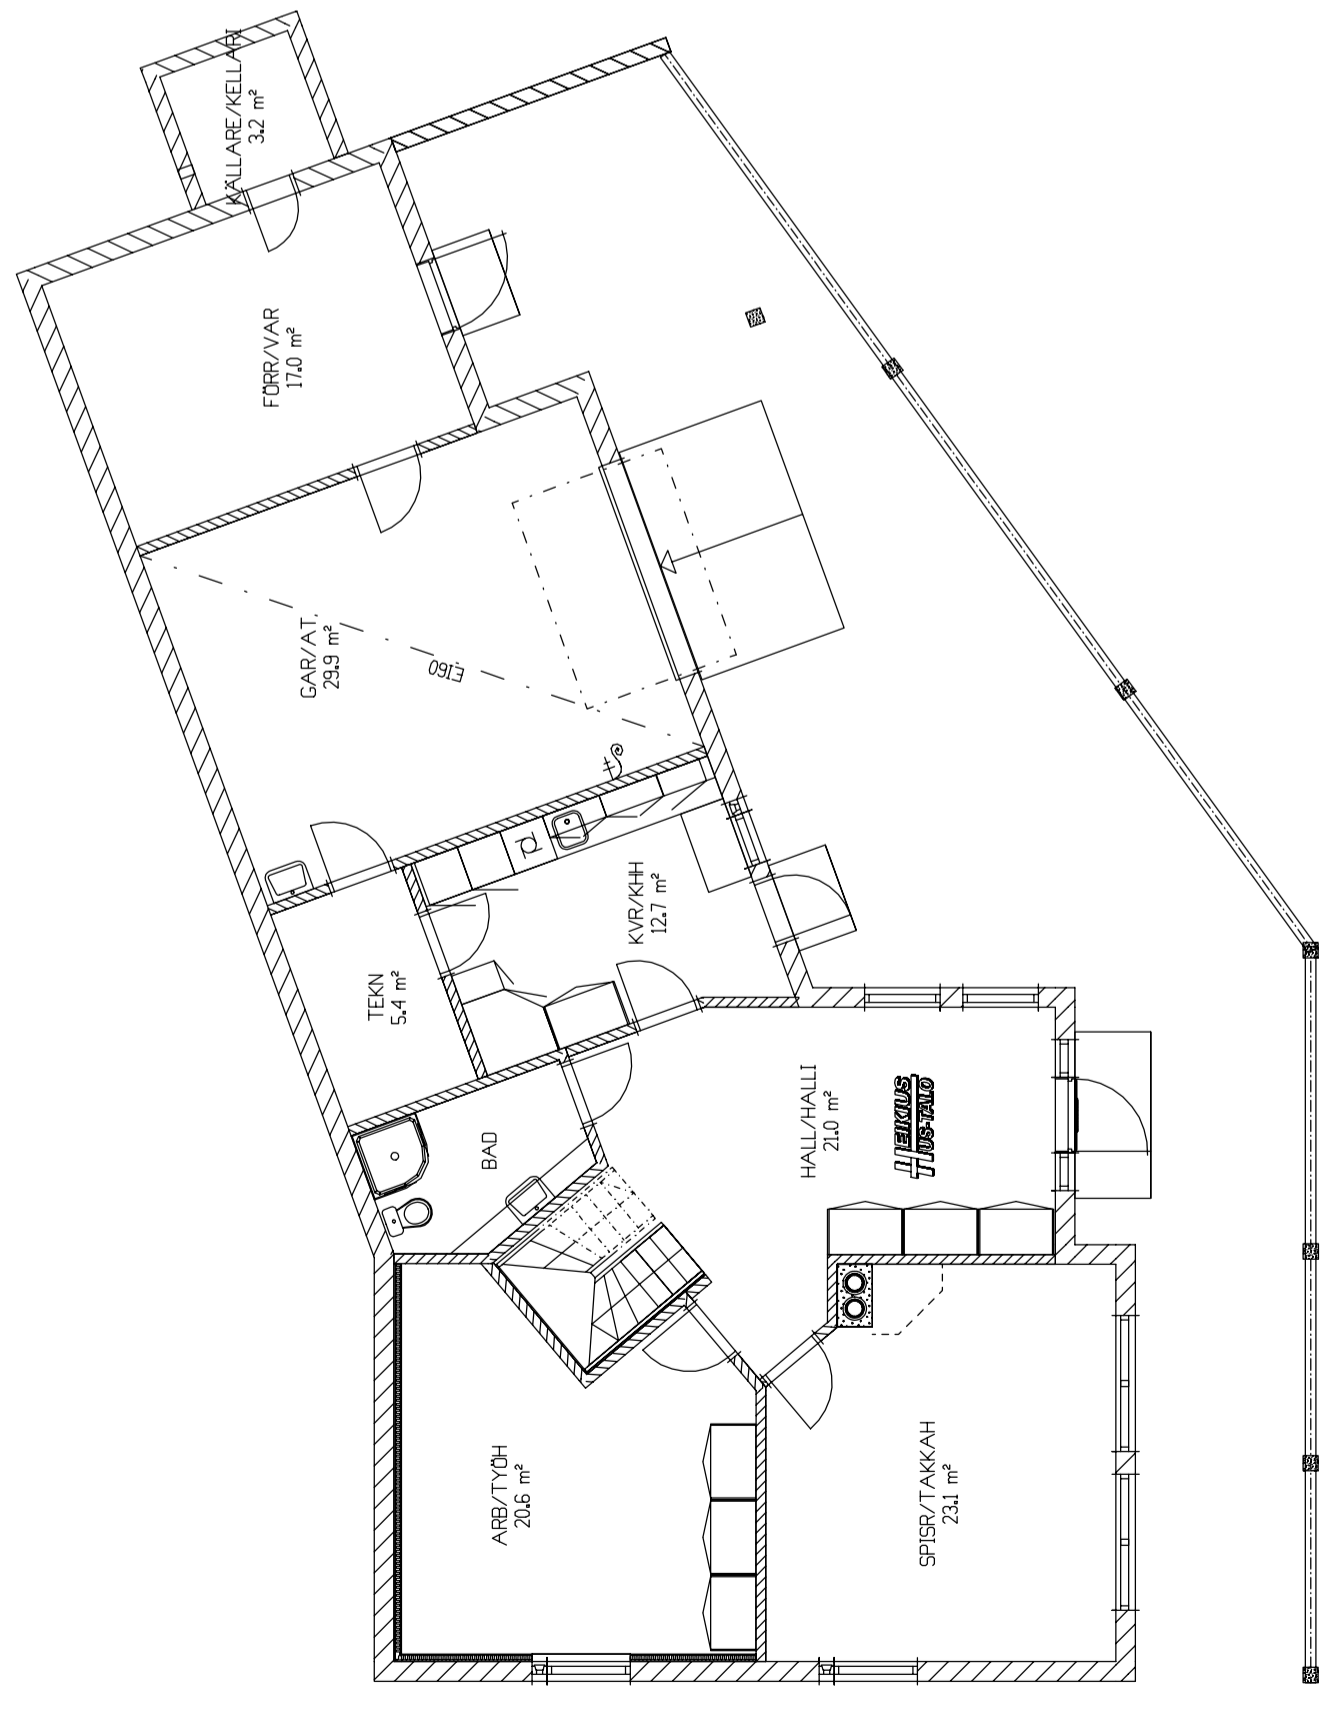 KÄLLARE/KELLARI
3.2 m²
FÖRR/VAR
17.0 m²
GAR/AT.
29.9 m²
EI60
KVR/KHH
12.7 m²
TEKN
5.4 m²
BAD
HALL/HALLI
21.0 m²
HEIKIUS
HUS-TALO
ARB/TYÖH
20.6 m²
SPISR/TAKKAH
23.1 m²